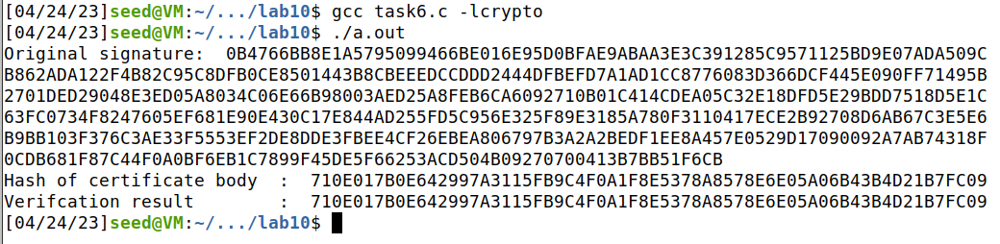 [04/24/23]seed@VM:~/.../lab10$ gcc task6.c -lcrypto
[04/24/23]seed@VM:~/.../lab10$ ./a.out
Original signature:  0B4766BB8E1A5795099466BE016E95D0BFAE9ABAA3E3C391285C9571125BD9E07ADA509C
B862ADA122F4B82C95C8DFB0CE8501443B8CBEEEDCCDDD2444DFBEFD7A1AD1CC8776083D366DCF445E090FF71495B
2701DED29048E3ED05A8034C06E66B98003AED25A8FEB6CA6092710B01C414CDEA05C32E18DFD5E29BDD7518D5E1C
63FC0734F8247605EF681E90E430C17E844AD255FD5C956E325F89E3185A780F3110417ECE2B92708D6AB67C3E5E6
B9BB103F376C3AE33F5553EF2DE8DDE3FBEE4CF26EBEA806797B3A2A2BEDF1EE8A457E0529D17090092A7AB74318F
0CDB681F87C44F0A0BF6EB1C7899F45DE5F66253ACD504B09270700413B7BB51F6CB
Hash of certificate body  :  710E017B0E642997A3115FB9C4F0A1F8E5378A8578E6E05A06B43B4D21B7FC09
Verifcation result        :  710E017B0E642997A3115FB9C4F0A1F8E5378A8578E6E05A06B43B4D21B7FC09
[04/24/23]seed@VM:~/.../lab10$